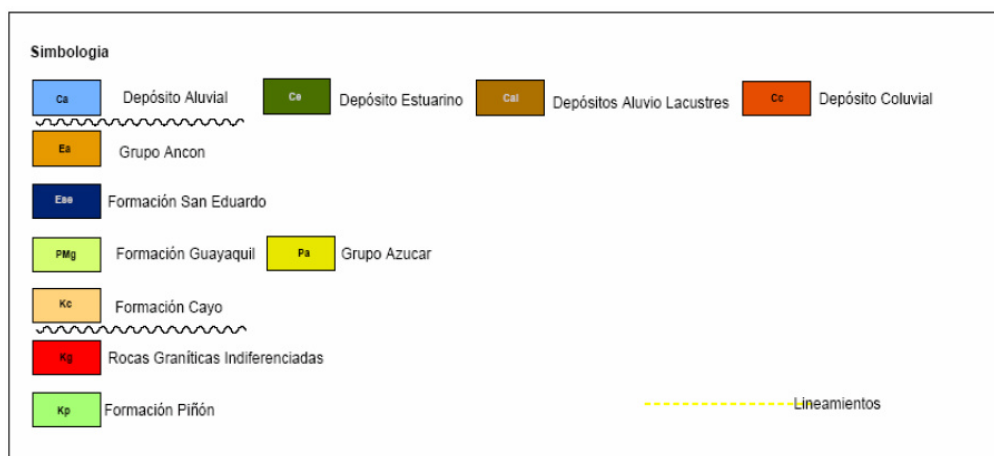 Simbologia
Ca Depósito Aluvial Ce Depósito Estuarino Cal Depósitos Aluvio Lacustres Cc Depósito Coluvial
Ea Grupo Ancon
Ese Formación San Eduardo
PMg Formación Guayaquil Pa Grupo Azucar
Kc Formación Cayo
Kg Rocas Graníticas Indiferenciadas
Kp Formación Piñón
Lineamientos